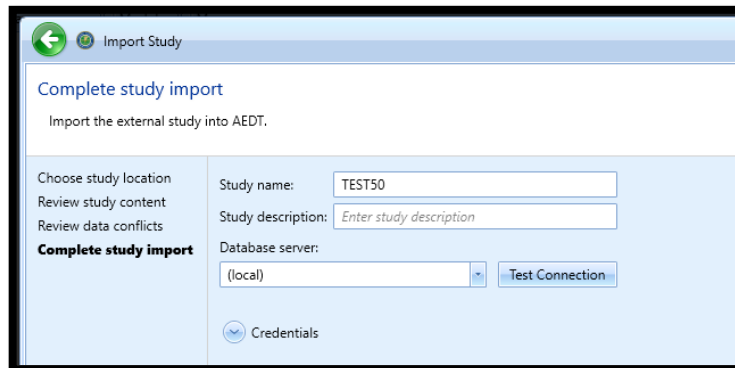 Import Study
Complete study import
Import the external study into AEDT.
Choose study location
Review study content
Review data conflicts
Complete study import
Study name: TEST50
Study description: Enter study description
Database server:
(local) Test Connection
Credentials